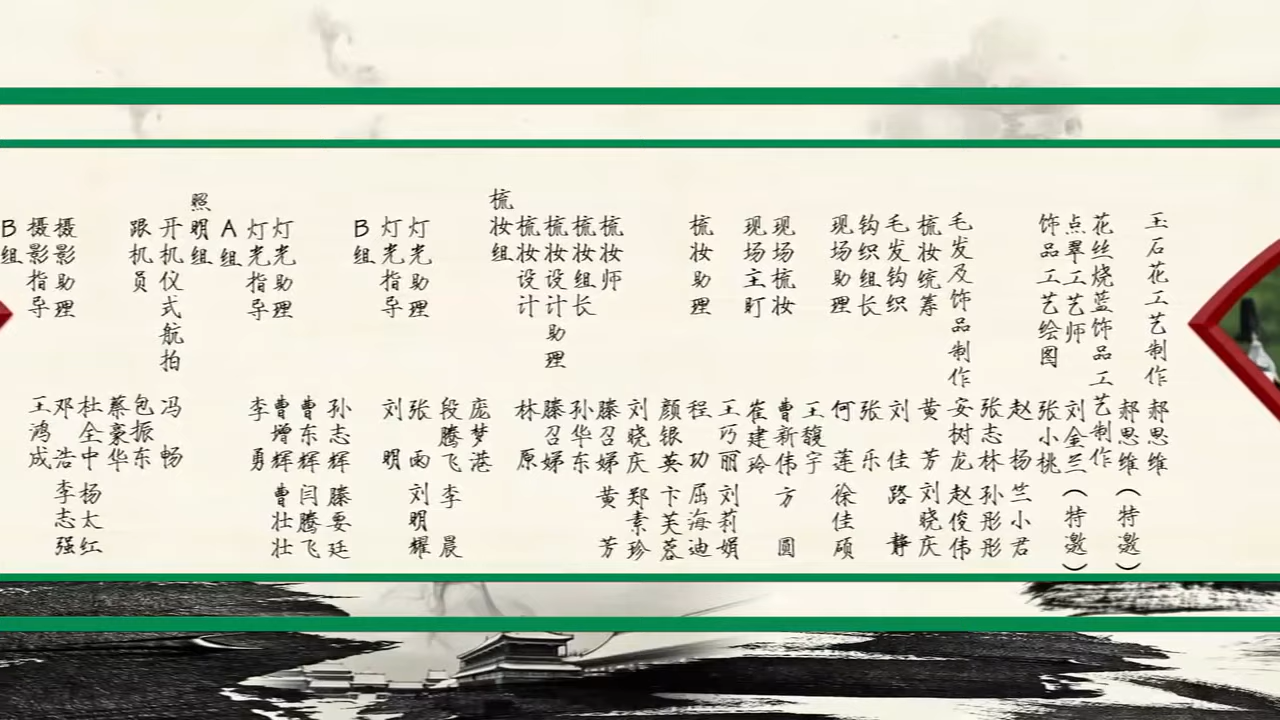 B组
摄影指导 王鸿成
摄影助理 邓浩 李志强
杜全中 杨太红
蔡豪华
跟机员 包振东
开机仪式航拍 冯畅
照明组
A组
灯光指导 李勇
灯光助理 曹增辉 曹壮壮
曹东辉 闫腾飞
孙志辉 滕要廷
B组
灯光指导 刘明
灯光助理 张雨 刘明耀
段腾飞 李晨
庞梦港
梳妆组
梳妆设计 林原
梳妆设计助理 滕召娣
梳妆组长 孙华东
梳妆师 滕召娣 黄芳
刘晓庆 郑素珍
颜银英 卞芙蓉
梳妆助理 程功 屈海迪
王巧丽 刘莉娟
现场主盯 崔建玲
现场梳妆 曹新伟 方圆
王馥宇
现场助理 何莲 徐佳硕
钩织组长 张乐
毛发钩织 刘佳 路静
梳妆统筹 黄芳 刘晓庆
毛发及饰品制作 安树龙 赵俊伟
张志林 孙彤彤
赵杨 竺小君
饰品工艺绘图 张小桃
点翠工艺师 刘金兰（特邀）
花丝烧蓝饰品工艺制作
郝思维（特邀）
玉石花工艺制作 郝思维